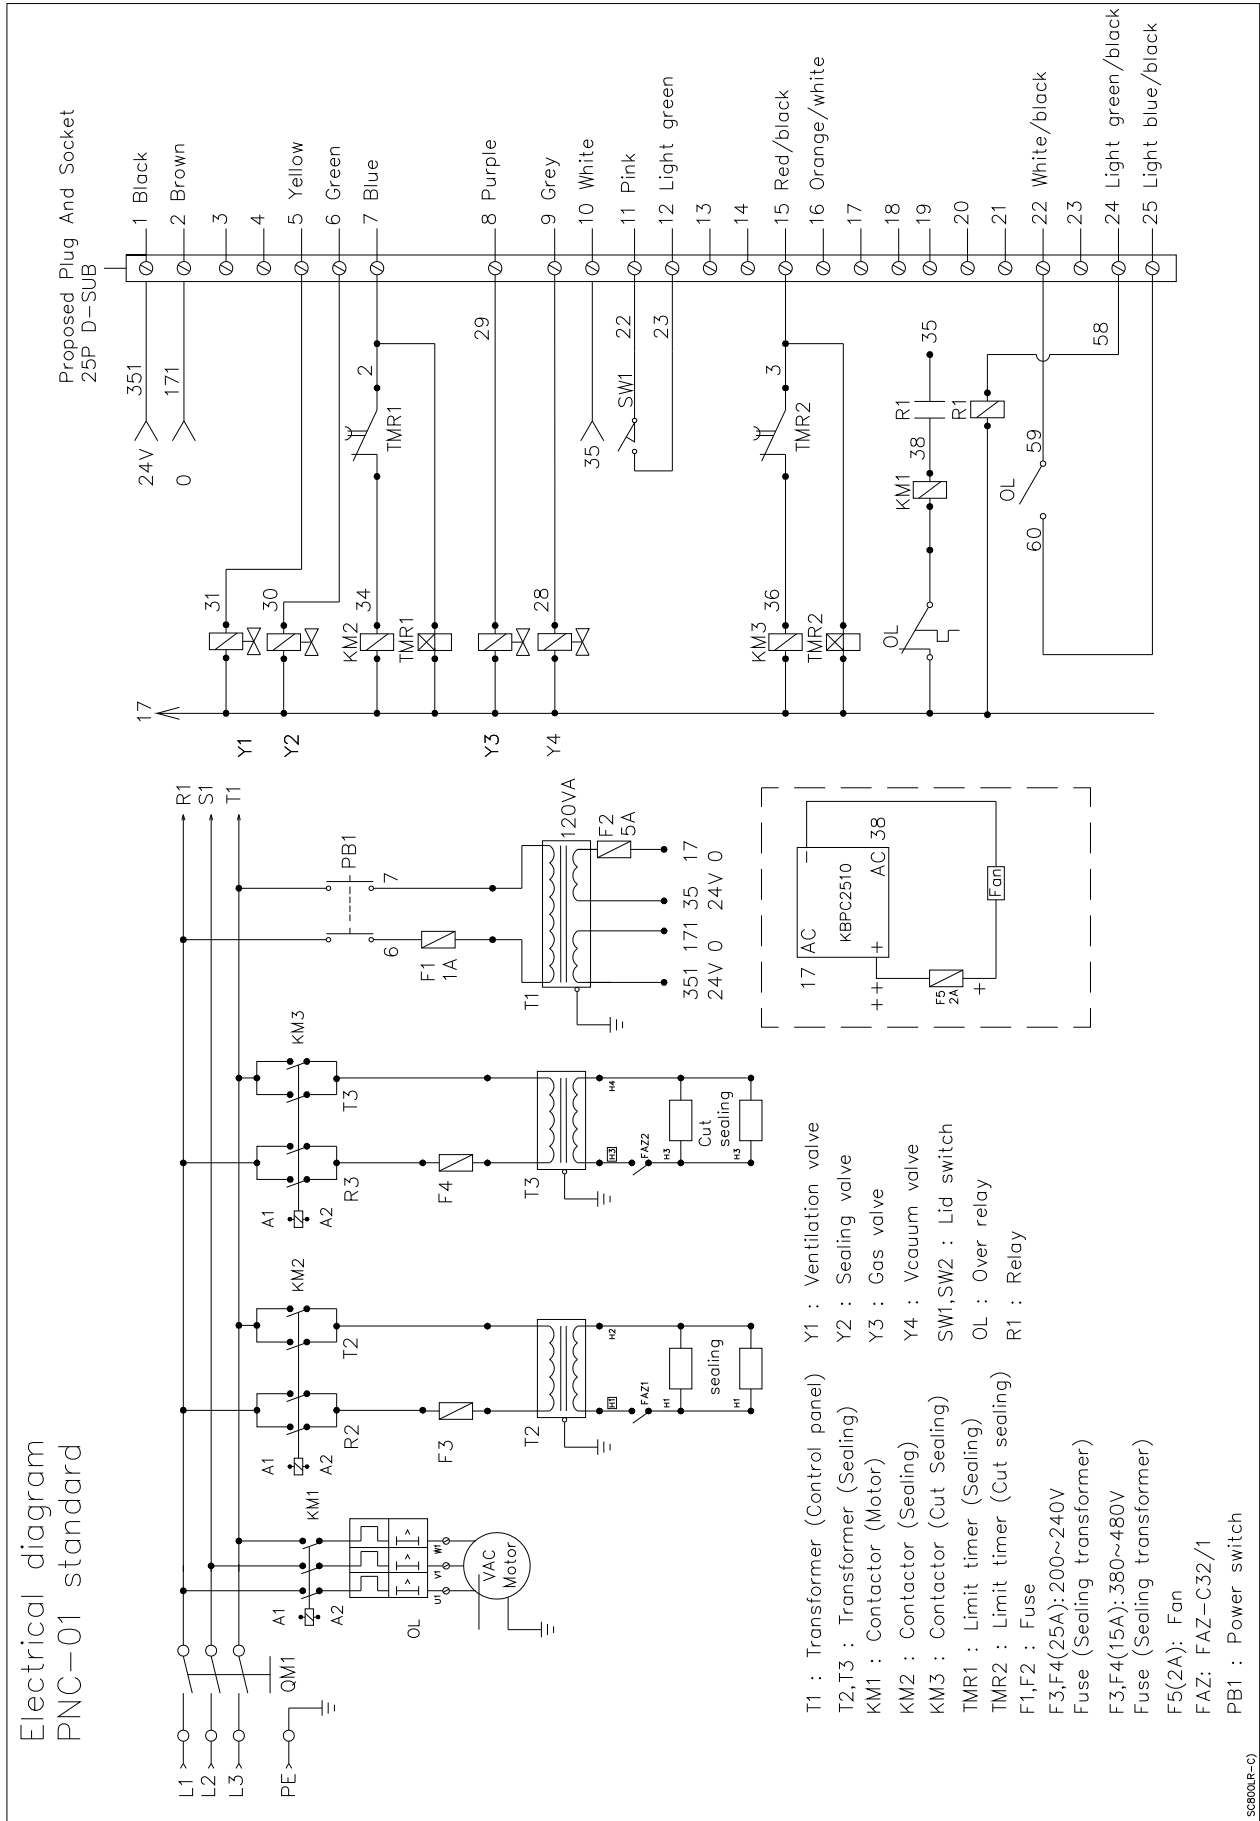 Electrical diagram
PNC-01 standard
L1
L2
L3
PE
QM1
A1
A2
KM1
OL
> > >
U1 V1 W1
VAC
Motor
A1
A2
KM2
R2
T2
F3
T2
H1
H2
FAZ1
H1
H1
sealing
A1
A2
KM3
R3
T3
F4
T3
H3
H4
FAZ2
H3
H3
Cut
sealing
R1
S1
T1
PB1
6
7
F1
1A
T1
120VA
F2
5A
351 171 35 17
24V 0 24V 0
17 AC
AC 38
KBPC2510
+
−
++
F5
2A
+
Fan
17
Y1
Y2
Y3
Y4
31
30
KM2
34
TMR1
29
28
KM3
36
TMR2
OL
KM1
38
R1
35
R1
58
OL
60
59
24V
351
0
171
2
TMR1
35
SW1
22
23
3
TMR2
Proposed Plug And Socket
25P D-SUB
1 Black
2 Brown
3
4
5 Yellow
6 Green
7 Blue
8 Purple
9 Grey
10 White
11 Pink
12 Light green
13
14
15 Red/black
16 Orange/white
17
18
19
20
21
22 White/black
23
24 Light green/black
25 Light blue/black
T1 : Transformer (Control panel)
T2,T3 : Transformer (Sealing)
KM1 : Contactor (Motor)
KM2 : Contactor (Sealing)
KM3 : Contactor (Cut Sealing)
TMR1 : Limit timer (Sealing)
TMR2 : Limit timer (Cut sealing)
F1,F2 : Fuse
F3,F4(25A):200~240V
Fuse (Sealing transformer)
F3,F4(15A):380~480V
Fuse (Sealing transformer)
F5(2A): Fan
FAZ: FAZ-C32/1
PB1 : Power switch
Y1 : Ventilation valve
Y2 : Sealing valve
Y3 : Gas valve
Y4 : Vcauum valve
SW1,SW2 : Lid switch
OL : Over relay
R1 : Relay
SC800LR-C)